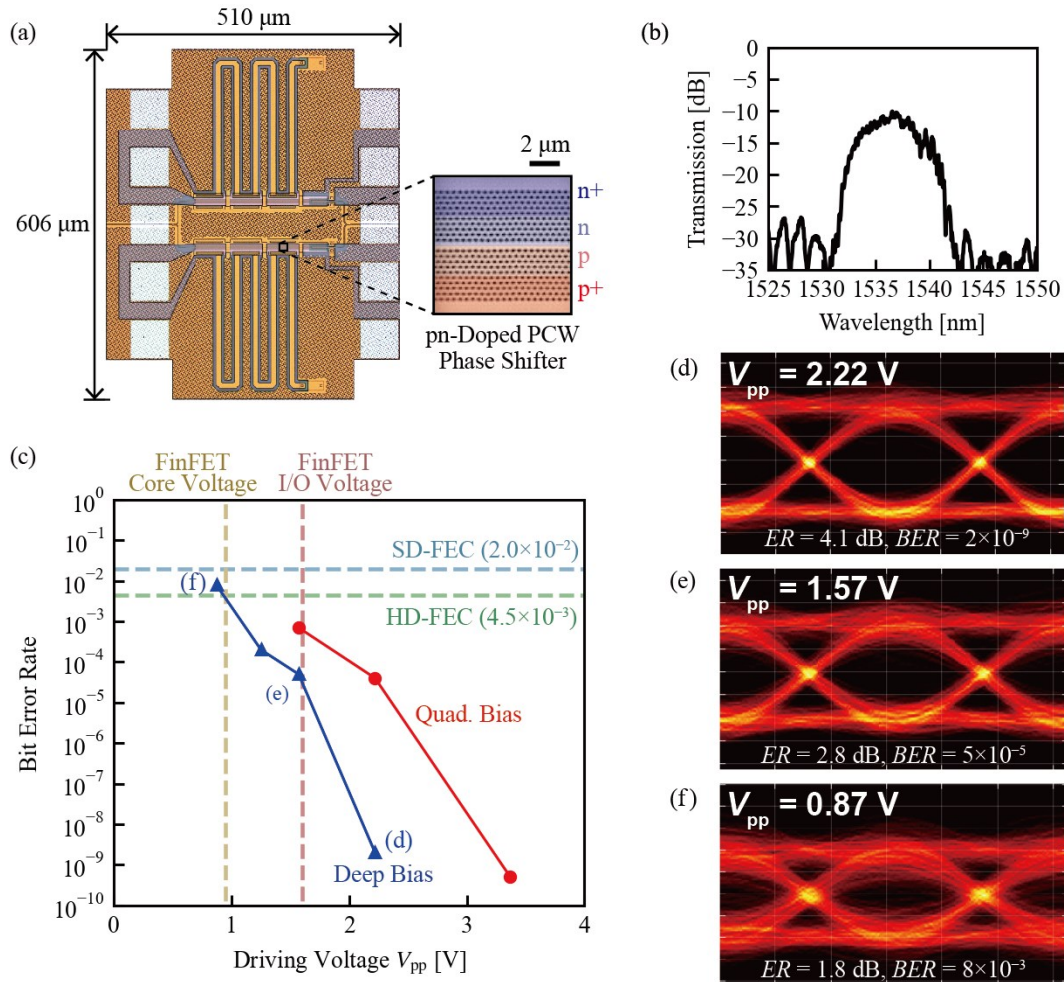 (a)
510 μm
606 μm
2 μm
n+
n
p
p+
pn-Doped PCW
Phase Shifter
(b)
Transmission [dB]
0
−5
−10
−15
−20
−25
−30
−35
1525 1530 1535 1540 1545 1550
Wavelength [nm]
(c)
FinFET
Core Voltage
FinFET
I/O Voltage
Bit Error Rate
10⁰
10⁻¹
10⁻²
10⁻³
10⁻⁴
10⁻⁵
10⁻⁶
10⁻⁷
10⁻⁸
10⁻⁹
10⁻¹⁰
SD-FEC (2.0×10⁻²)
(f)
HD-FEC (4.5×10⁻³)
(e)
Quad. Bias
(d)
Deep Bias
0 1 2 3 4
Driving Voltage Vpp [V]
(d)
Vpp = 2.22 V
ER = 4.1 dB, BER = 2×10⁻⁹
(e)
Vpp = 1.57 V
ER = 2.8 dB, BER = 5×10⁻⁵
(f)
Vpp = 0.87 V
ER = 1.8 dB, BER = 8×10⁻³